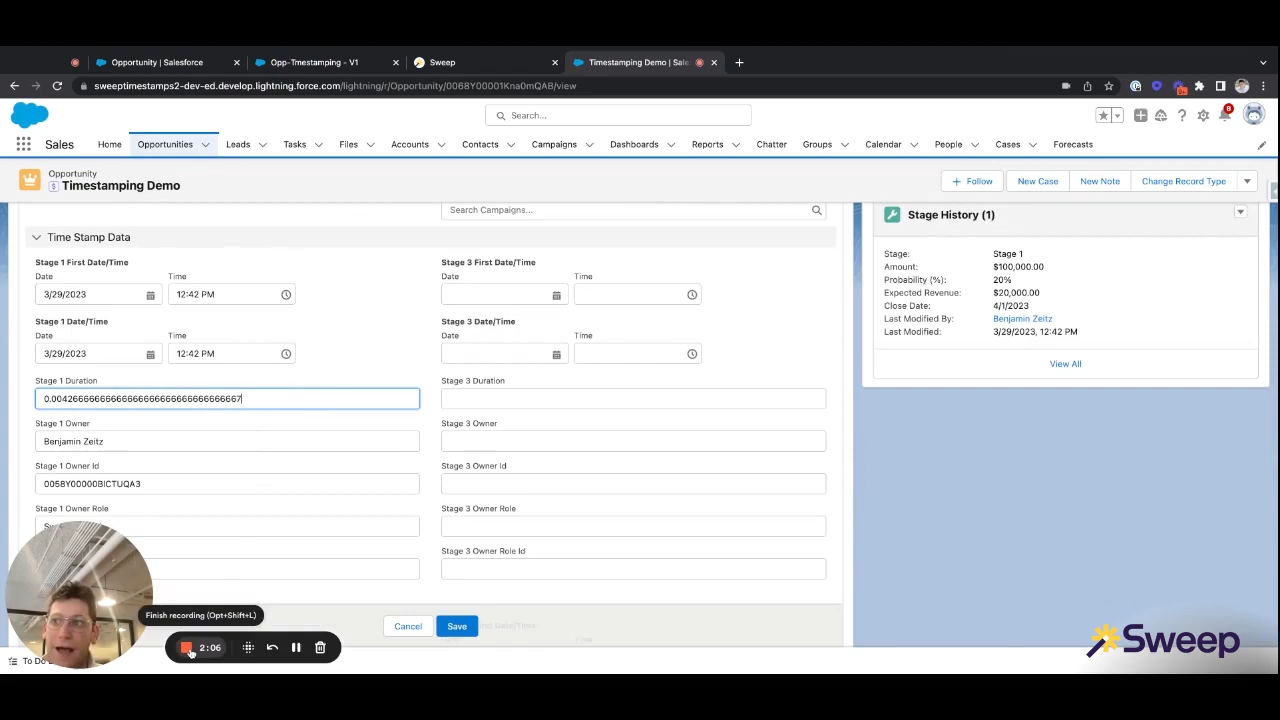 Opportunity | Salesforce
Opp-Tmestamping - V1
Sweep
Timestamping Demo | Sale
sweeptimestamps2-dev-ed.develop.lightning.force.com/lightning/r/Opportunity/0068Y00001Kna0mQAB/view
Search...
8
Sales
Home
Opportunities
Leads
Tasks
Files
Accounts
Contacts
Campaigns
Dashboards
Reports
Chatter
Groups
Calendar
People
Cases
Forecasts
Opportunity
Timestamping Demo
+ Follow
New Case
New Note
Change Record Type
Search Campaigns...
Time Stamp Data
Stage 1 First Date/Time
Date
Time
3/29/2023
12:42 PM
Stage 1 Date/Time
Date
Time
3/29/2023
12:42 PM
Stage 1 Duration
Stage 1 Owner
Benjamin Zeitz
Stage 1 Owner Id
0058Y00000BICTUQA3
Stage 1 Owner Role
Stage 3 First Date/Time
Date
Time
Stage 3 Date/Time
Date
Time
Stage 3 Duration
Stage 3 Owner
Stage 3 Owner Id
Stage 3 Owner Role
Stage 3 Owner Role Id
Cancel
Save
Stage History (1)
Stage:
Stage 1
Amount:
$100,000.00
Probability (%):
20%
Expected Revenue:
$20,000.00
Close Date:
4/1/2023
Last Modified By:
Benjamin Zeitz
Last Modified:
3/29/2023, 12:42 PM
View All
Finish recording (Opt+Shift+L)
2:06
To Do
Sweep